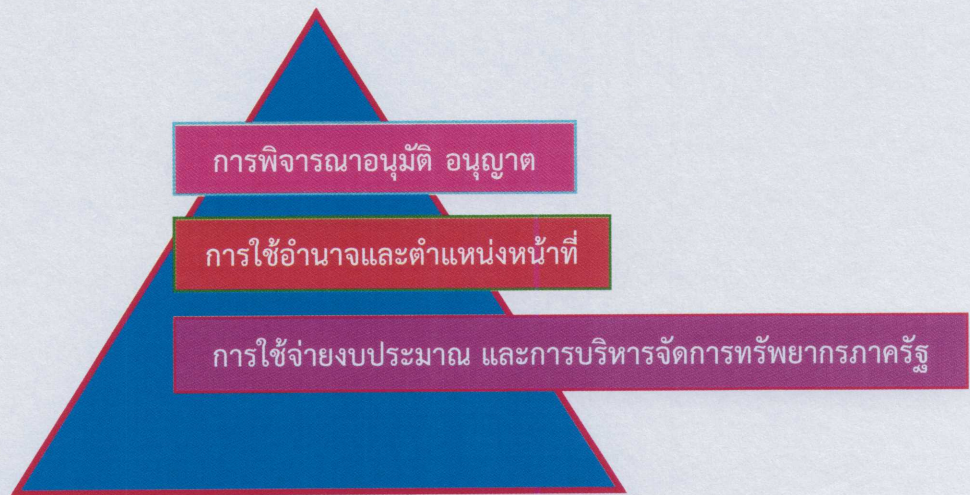 การพิจารณาอนุมัติ อนุญาต
การใช้อำนาจและตำแหน่งหน้าที่
การใช้จ่ายงบประมาณ และการบริหารจัดการทรัพยากรภาครัฐ